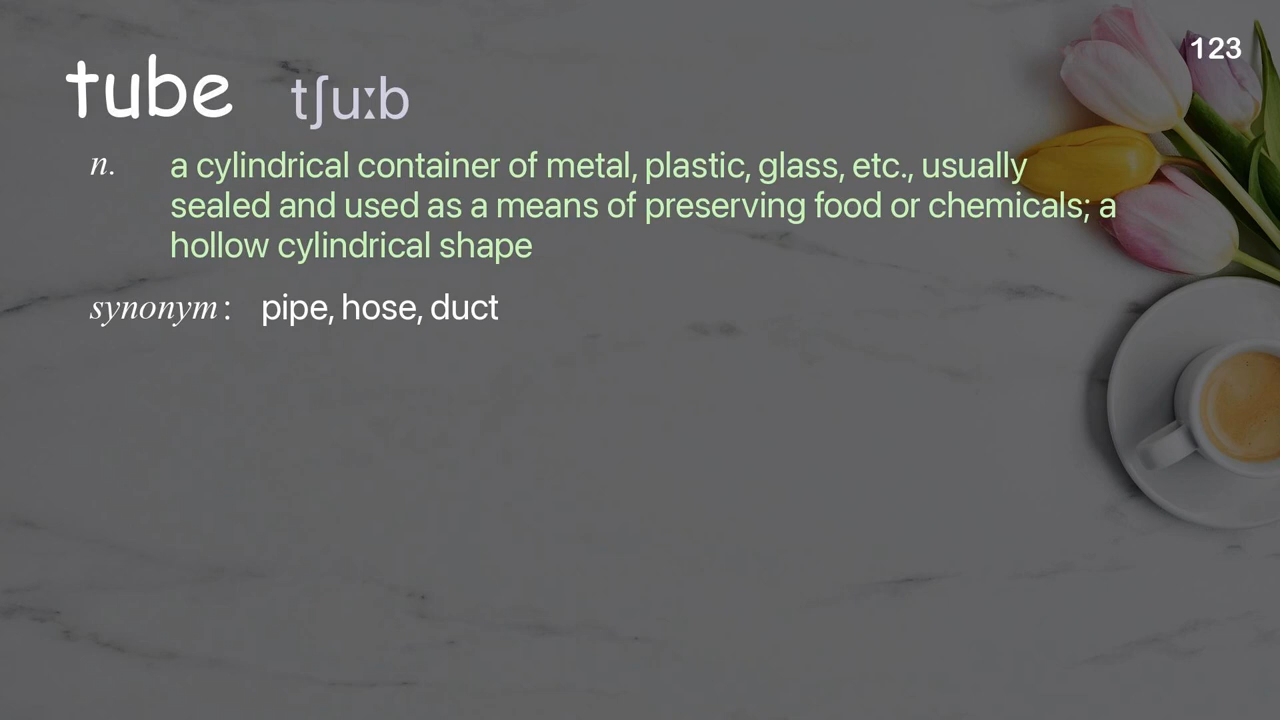 123
tube tʃuːb
n. a cylindrical container of metal, plastic, glass, etc., usually
sealed and used as a means of preserving food or chemicals; a
hollow cylindrical shape
synonym: pipe, hose, duct